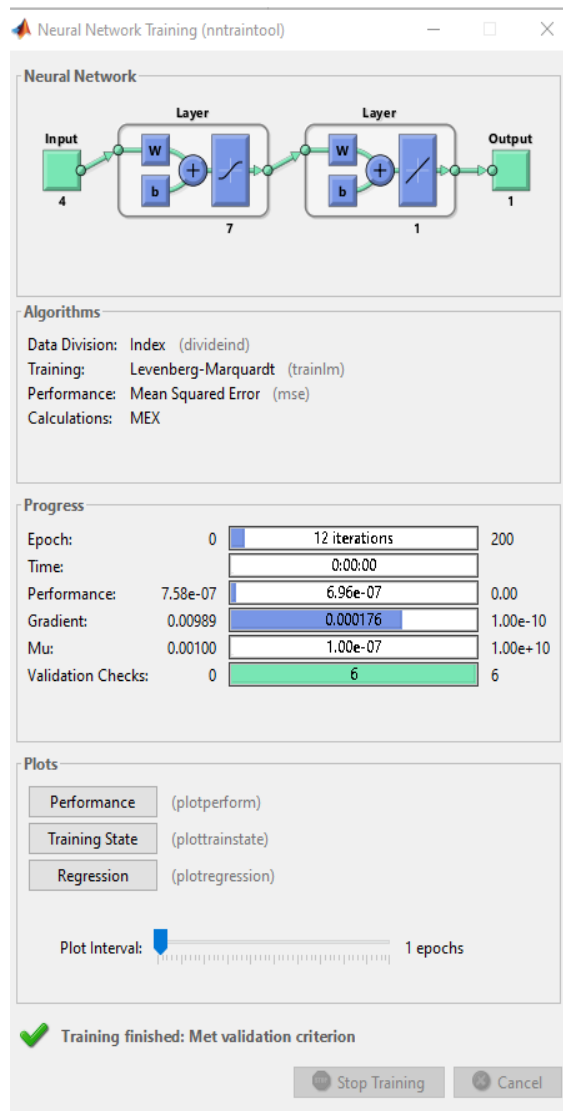 Neural Network Training (nntraintool)
Neural Network
Layer Layer
Input Output
W W
b b
4 7 1 1
Algorithms
Data Division: Index (divideind)
Training: Levenberg-Marquardt (trainlm)
Performance: Mean Squared Error (mse)
Calculations: MEX
Progress
Epoch: 0 12 iterations 200
Time: 0:00:00
Performance: 7.58e-07 6.96e-07 0.00
Gradient: 0.00989 0.000176 1.00e-10
Mu: 0.00100 1.00e-07 1.00e+10
Validation Checks: 0 6 6
Plots
Performance (plotperform)
Training State (plottrainstate)
Regression (plotregression)
Plot Interval: 1 epochs
Training finished: Met validation criterion
Stop Training Cancel